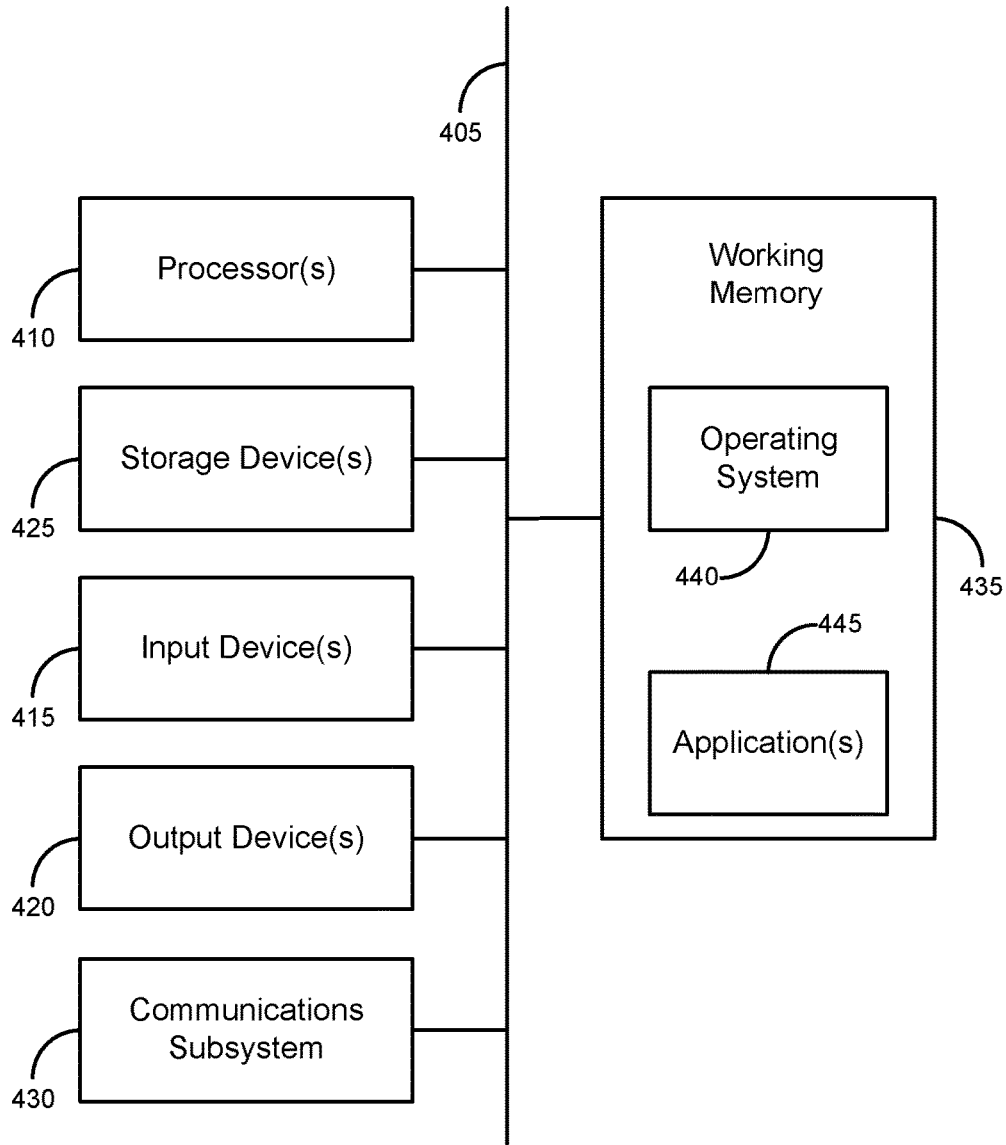 405
Processor(s)
410
Storage Device(s)
425
Input Device(s)
415
Output Device(s)
420
Communications
Subsystem
430
Working
Memory
Operating
System
440
435
445
Application(s)